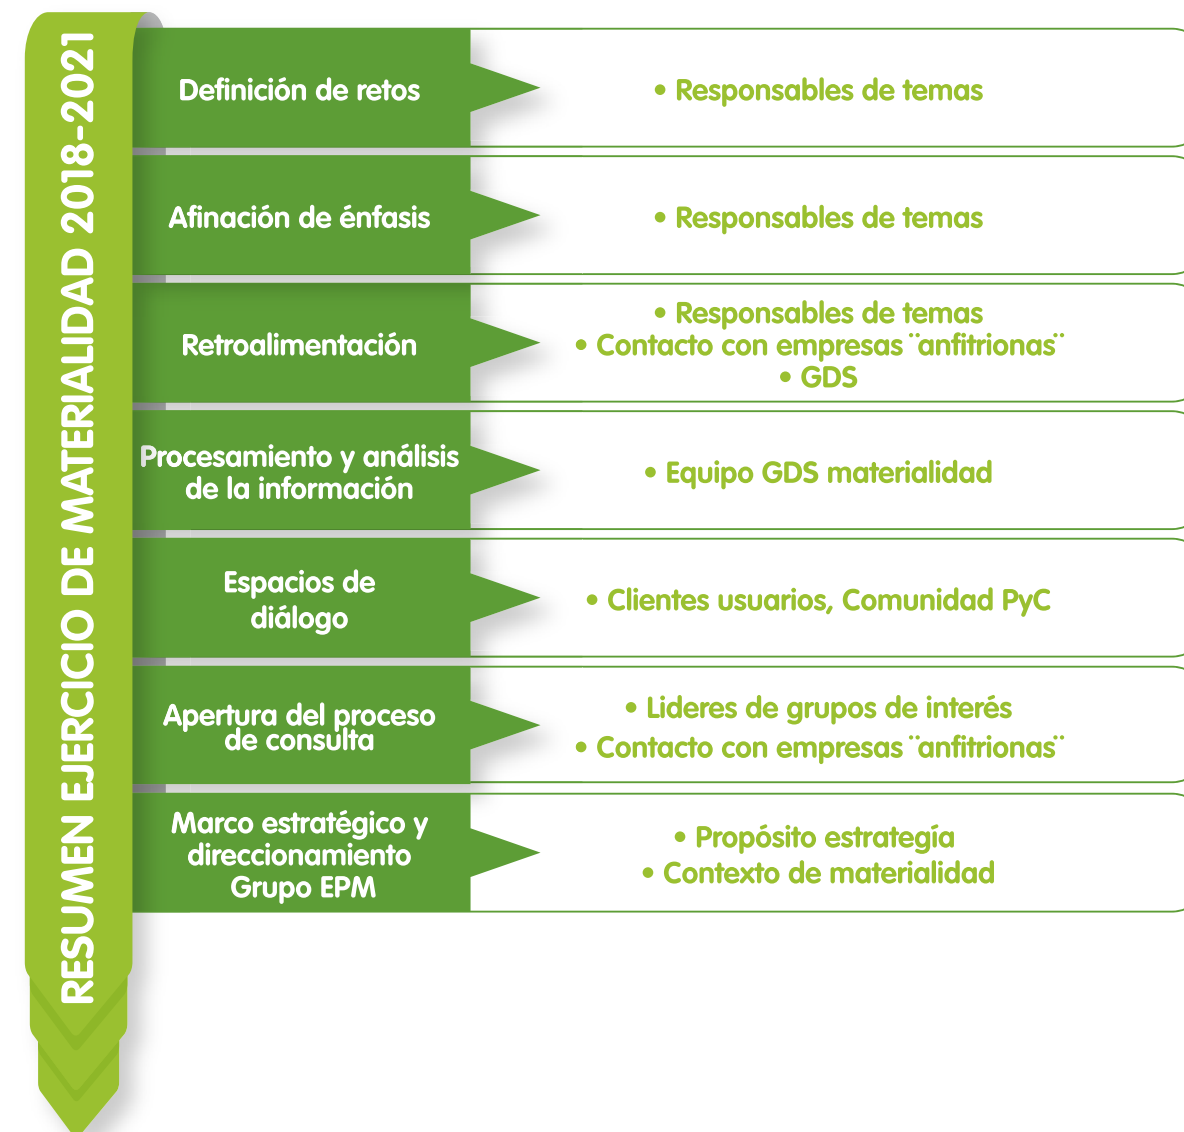 RESUMEN EJERCICIO DE MATERIALIDAD 2018-2021
Definición de retos
• Responsables de temas
Afinación de énfasis
• Responsables de temas
Retroalimentación
• Responsables de temas
• Contacto con empresas ¨anfitrionas¨
• GDS
Procesamiento y análisis
de la información
• Equipo GDS materialidad
Espacios de
diálogo
• Clientes usuarios, Comunidad PyC
Apertura del proceso
de consulta
• Lideres de grupos de interés
• Contacto con empresas ¨anfitrionas¨
Marco estratégico y
direccionamiento
Grupo EPM
• Propósito estrategía
• Contexto de materialidad